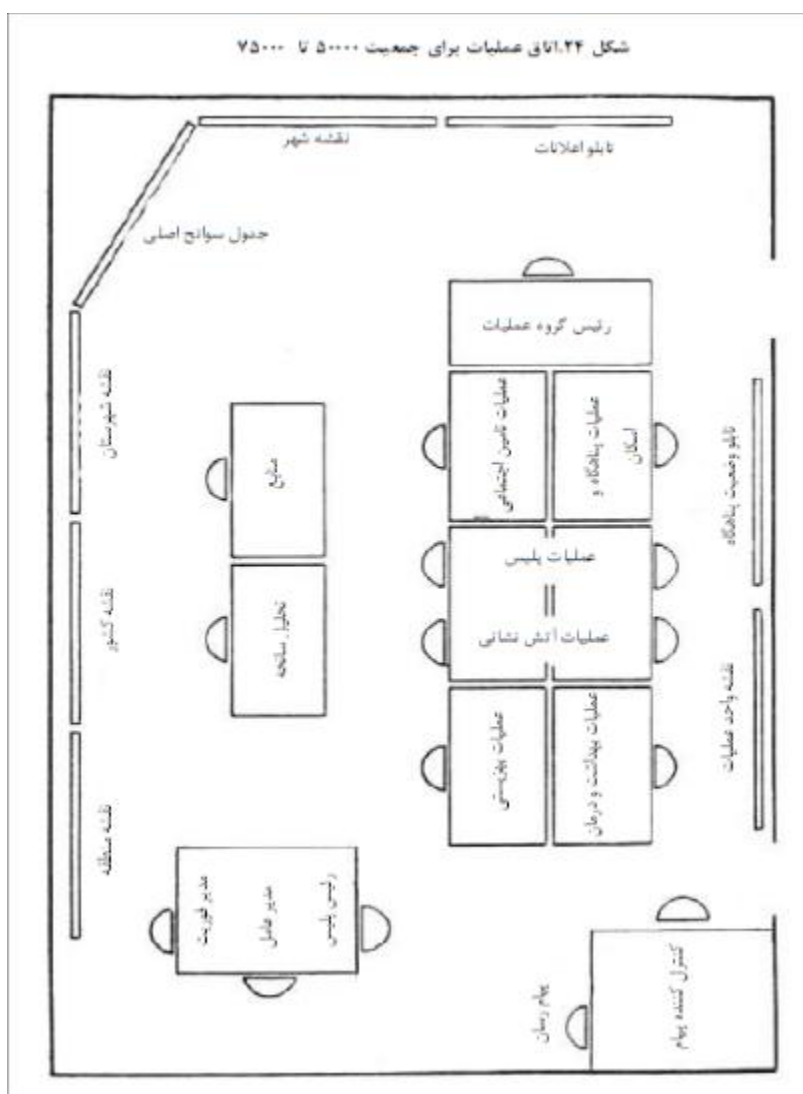 شکل ۲۴.اتاق عملیات برای جمعیت ۵۰۰۰۰ تا ۷۵۰۰۰
تابلو اعلانات
نقشه شهر
جدول سوانح اصلی
رئیس گروه عملیات
عملیات پناهگاه و
اسکان
عملیات تامین اجتماعی
عملیات پلیس
عملیات آتش نشانی
عملیات بهداشت و درمان
عملیات بهزیستی
تابلو وضعیت پناهگاه
نقشه واحد عملیات
منابع
تحلیل سانحه
نقشه شهرستان
نقشه کشور
نقشه منطقه
رئیس پلیس
مدیر عامل
مدیر فوریت
کنترل کننده پیام
پیام رسان